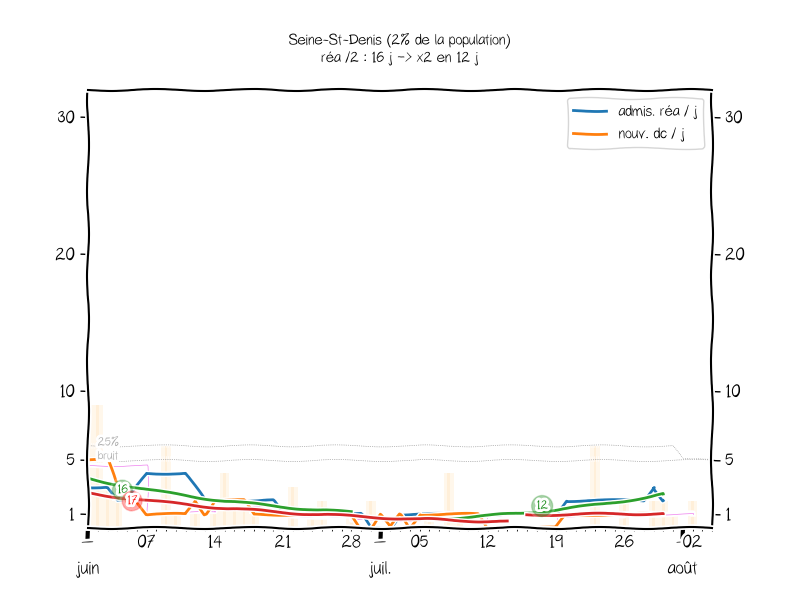 Seine-St-Denis (2% de la population)
réa /2 : 16 j -> x2 en 12 j
admis. réa / j
nouv. dc / j
30
30
20
20
10
10
25%
bruit
5
5
16
17
12
1
1
07
14
21
28
05
12
19
26
02
juin
juil.
août